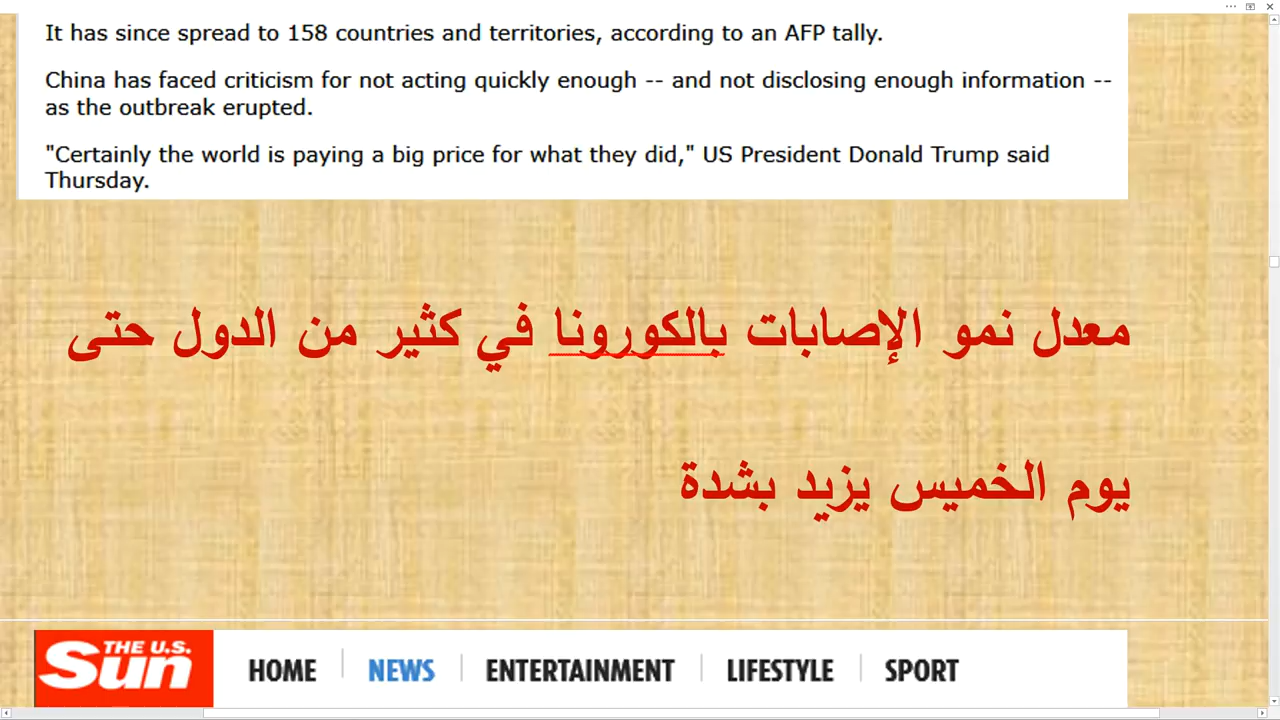 It has since spread to 158 countries and territories, according to an AFP tally.
China has faced criticism for not acting quickly enough -- and not disclosing enough information --
as the outbreak erupted.
"Certainly the world is paying a big price for what they did," US President Donald Trump said
Thursday.
معدل نمو الإصابات بالكورونا في كثير من الدول حتى
يوم الخميس يزيد بشدة
THE U.S.
Sun
HOME NEWS ENTERTAINMENT LIFESTYLE SPORT